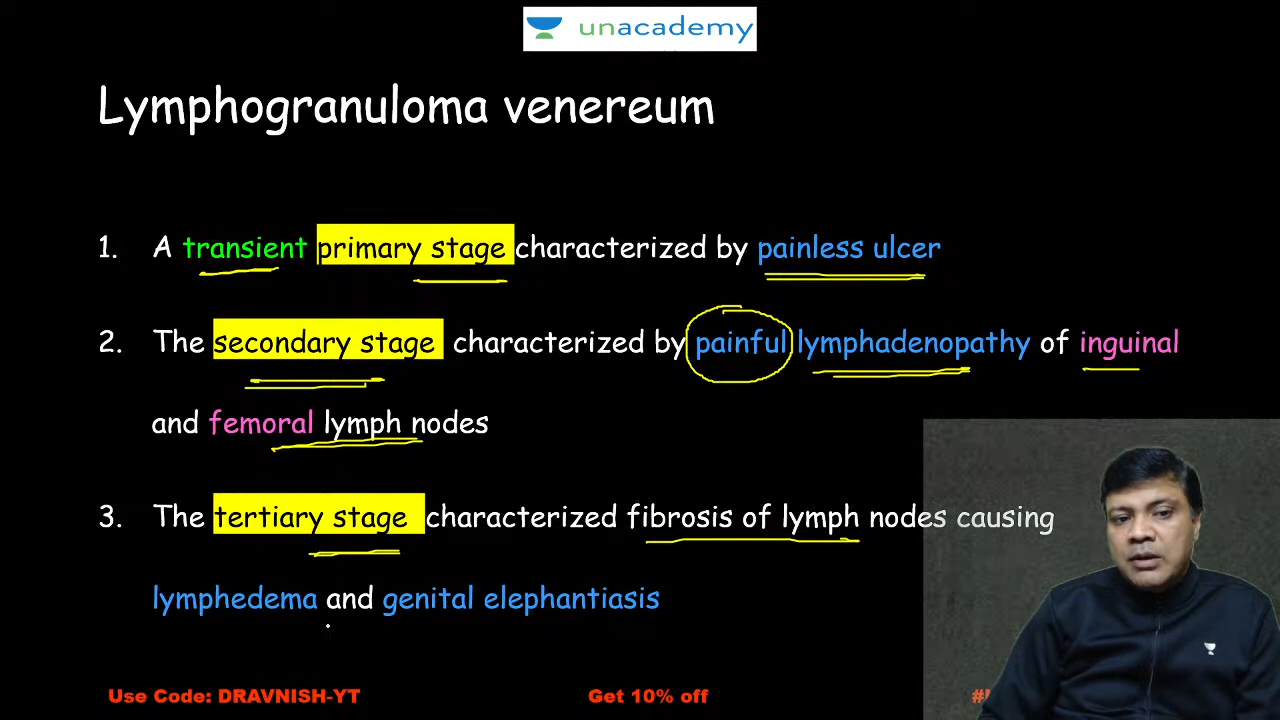 unacademy
Lymphogranuloma venereum
1. A transient primary stage characterized by painless ulcer
2. The secondary stage characterized by painful lymphadenopathy of inguinal
and femoral lymph nodes
3. The tertiary stage characterized fibrosis of lymph nodes causing
lymphedema and genital elephantiasis
Use Code: DRAVNISH-YT Get 10% off